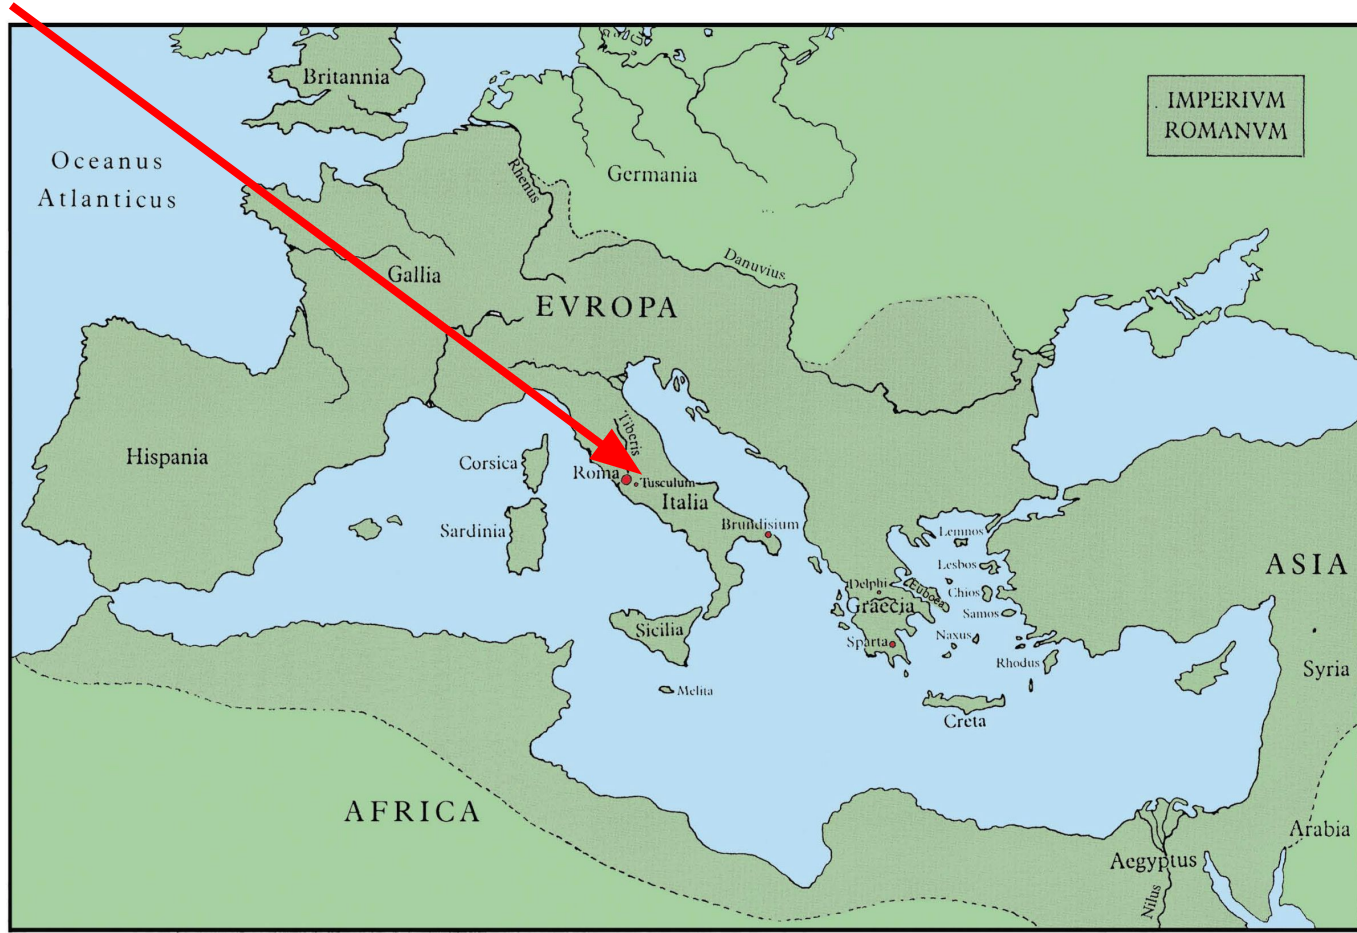 Britannia
IMPERIVM
ROMANVM
Oceanus
Atlanticus
Rhenus
Germania
Gallia
Danuvius
EVROPA
Tiberis
Hispania
Corsica
Roma
Tusculum
Italia
Sardinia
Brundisium
Lemnos
Lesbos
ASIA
Delphi
Euboea
Chios
Graecia
Samos
Sicilia
Sparta
Naxus
Rhodus
Syria
Melita
Creta
AFRICA
Arabia
Aegyptus
Nilus